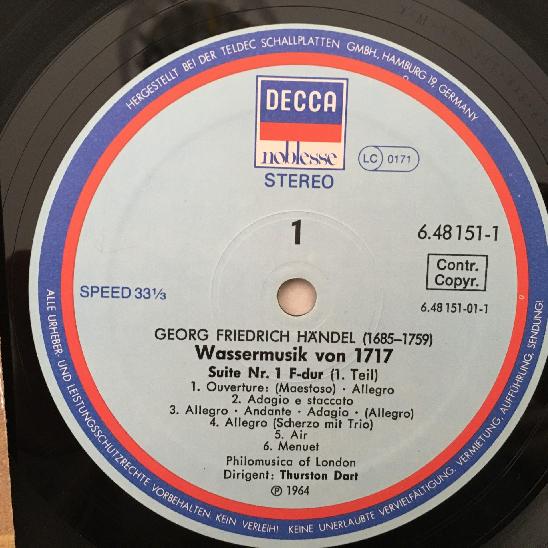 HERGESTELLT BEI DER TELDEC SCHALLPLATTEN GMBH, HAMBURG 19, GERMANY
DECCA
noblesse
LC 0171
STEREO
1
6.48151-1
Contr.
Copyr.
SPEED 33⅓
6.48 151-01-1
GEORG FRIEDRICH HÄNDEL (1685–1759)
Wassermusik von 1717
Suite Nr. 1 F-dur (1. Teil)
1. Ouverture: (Maestoso) · Allegro
2. Adagio e staccato
3. Allegro · Andante · Adagio · (Allegro)
4. Allegro (Scherzo mit Trio)
5. Air
6. Menuet
Philomusica of London
Dirigent: Thurston Dart
Ⓟ 1964
ALLE URHEBER- UND LEISTUNGSSCHUTZRECHTE VORBEHALTEN. KEIN VERLEIH! KEINE UNERLAUBTE VERVIELFÄLTIGUNG, VERMIETUNG, AUFFÜHRUNG, SENDUNG!